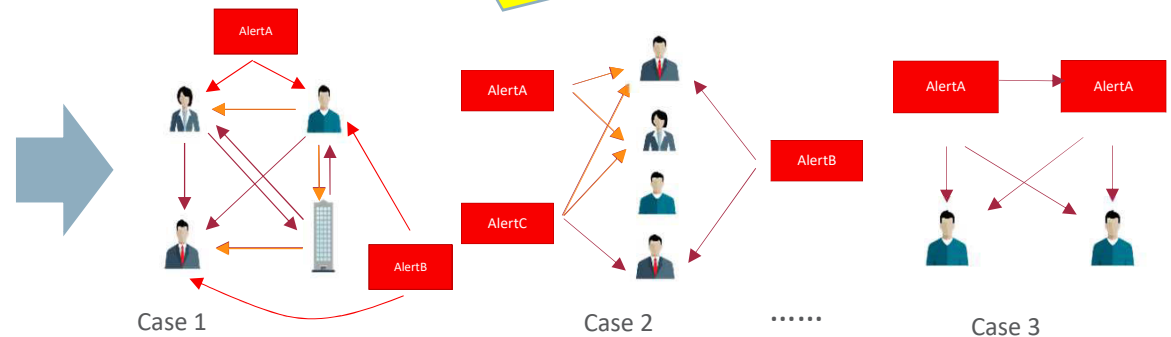 AlertA
AlertB
Case 1
AlertA
AlertC
AlertB
Case 2
......
AlertA
AlertA
Case 3